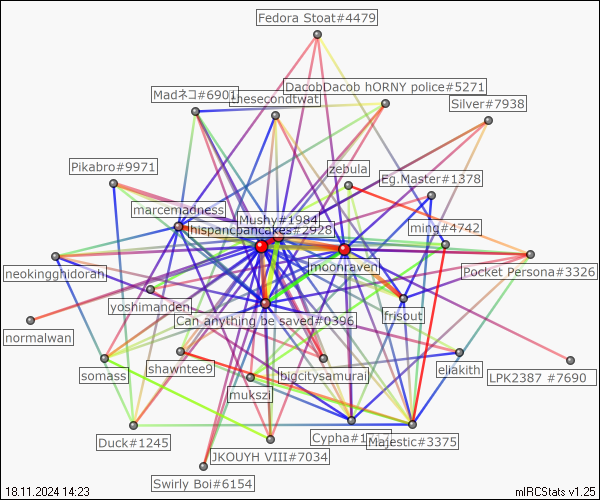 Fedora Stoat#4479
DacobDacob hORNY police#5271
Madネコ#6901
thesecondtwat
Silver#7938
Pikabro#9971
zebula
Eg.Master#1378
marcemadness
Mushy#1984
hispancpancakes#2928
ming#4742
moonraven
neokingghidorah
Pocket Persona#3326
yoshimanden
Can anything be saved#0396
frisout
normalwan
somass
shawntee9
bigcitysamurai
eliakith
LPK2387 #7690
mukszi
Duck#1245
Cypha#1
Majestic#3375
JKOUYH VIII#7034
Swirly Boi#6154
18.11.2024 14:23
mIRCStats v1.25